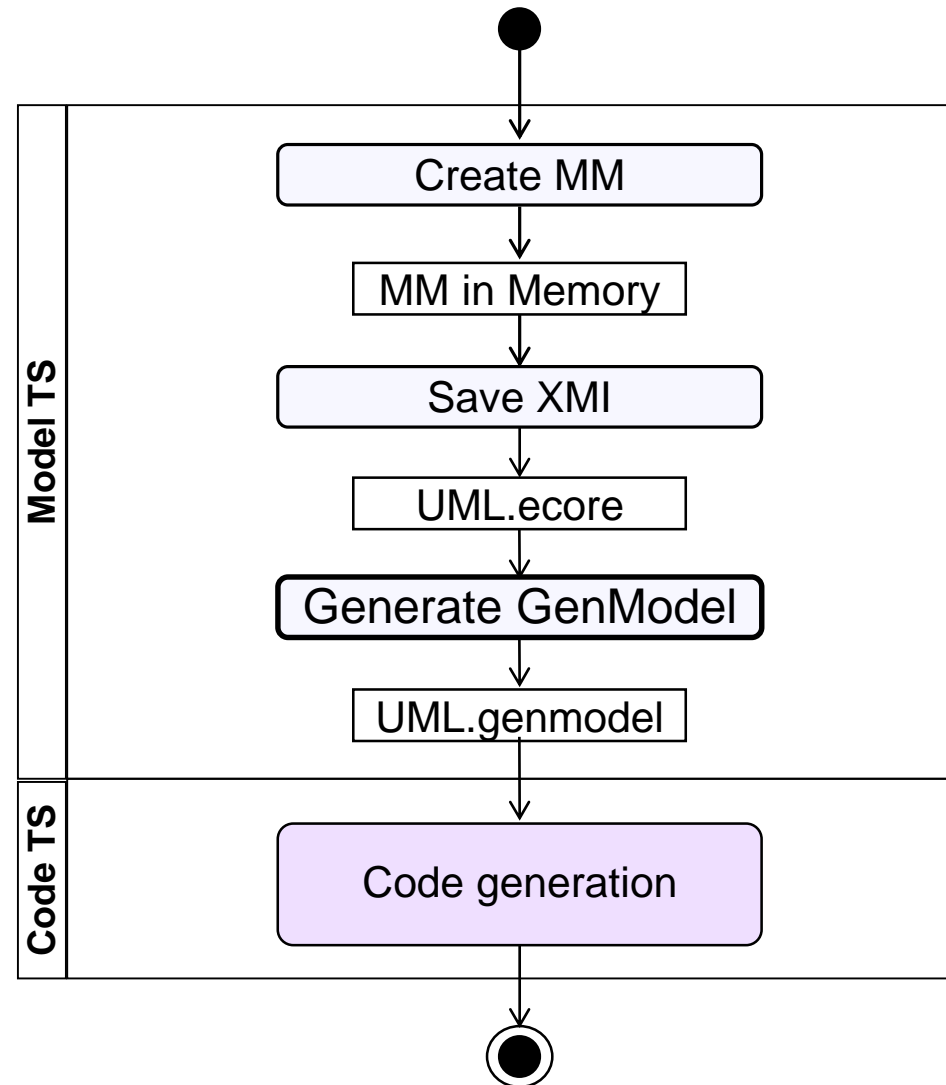 Model TS
Create MM
MM in Memory
Save XMI
UML.ecore
Generate GenModel
UML.genmodel
Code TS
Code generation